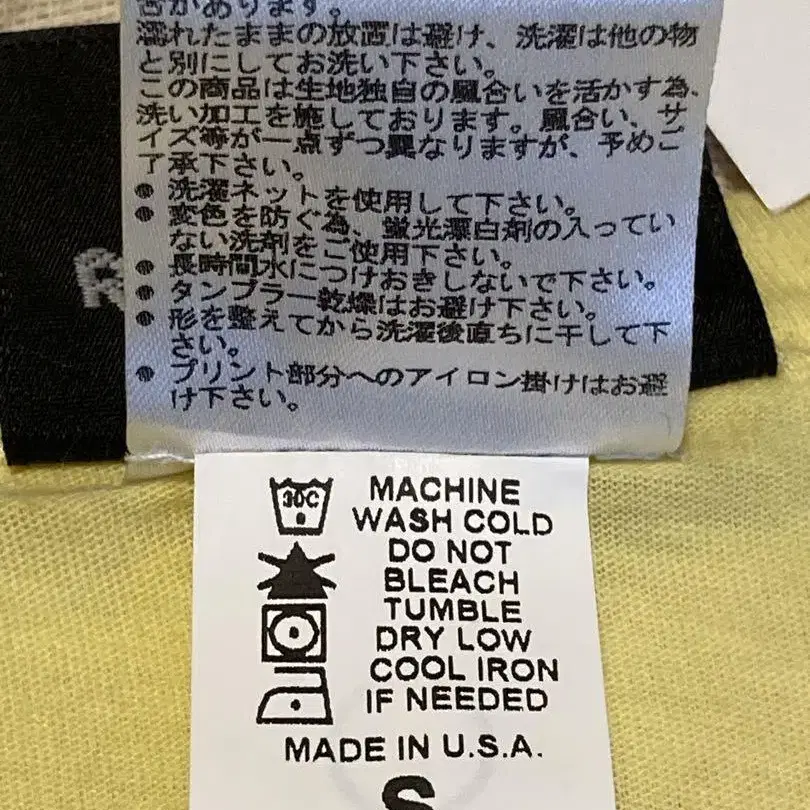 合があります。
濡れたままの放置は避け、洗濯は他の物
と別にしてお洗い下さい。
この商品は生地独自の風合いを活かす為、
洗い加工を施しております。風合い、サ
イズ等が一点ずつ異なりますが、予めご
了承下さい。
● 洗濯ネットを使用して下さい。
● 変色を防ぐ為、蛍光漂白剤の入ってい
ない洗剤をご使用下さい。
● 長時間水につけおきしないで下さい。
● タンブラー乾燥はお避け下さい。
● 形を整えてから洗濯後直ちに干して下
さい。
● プリント部分へのアイロン掛けはお避
け下さい。
30C
MACHINE
WASH COLD
DO NOT
BLEACH
TUMBLE
DRY LOW
COOL IRON
IF NEEDED
MADE IN U.S.A.
S